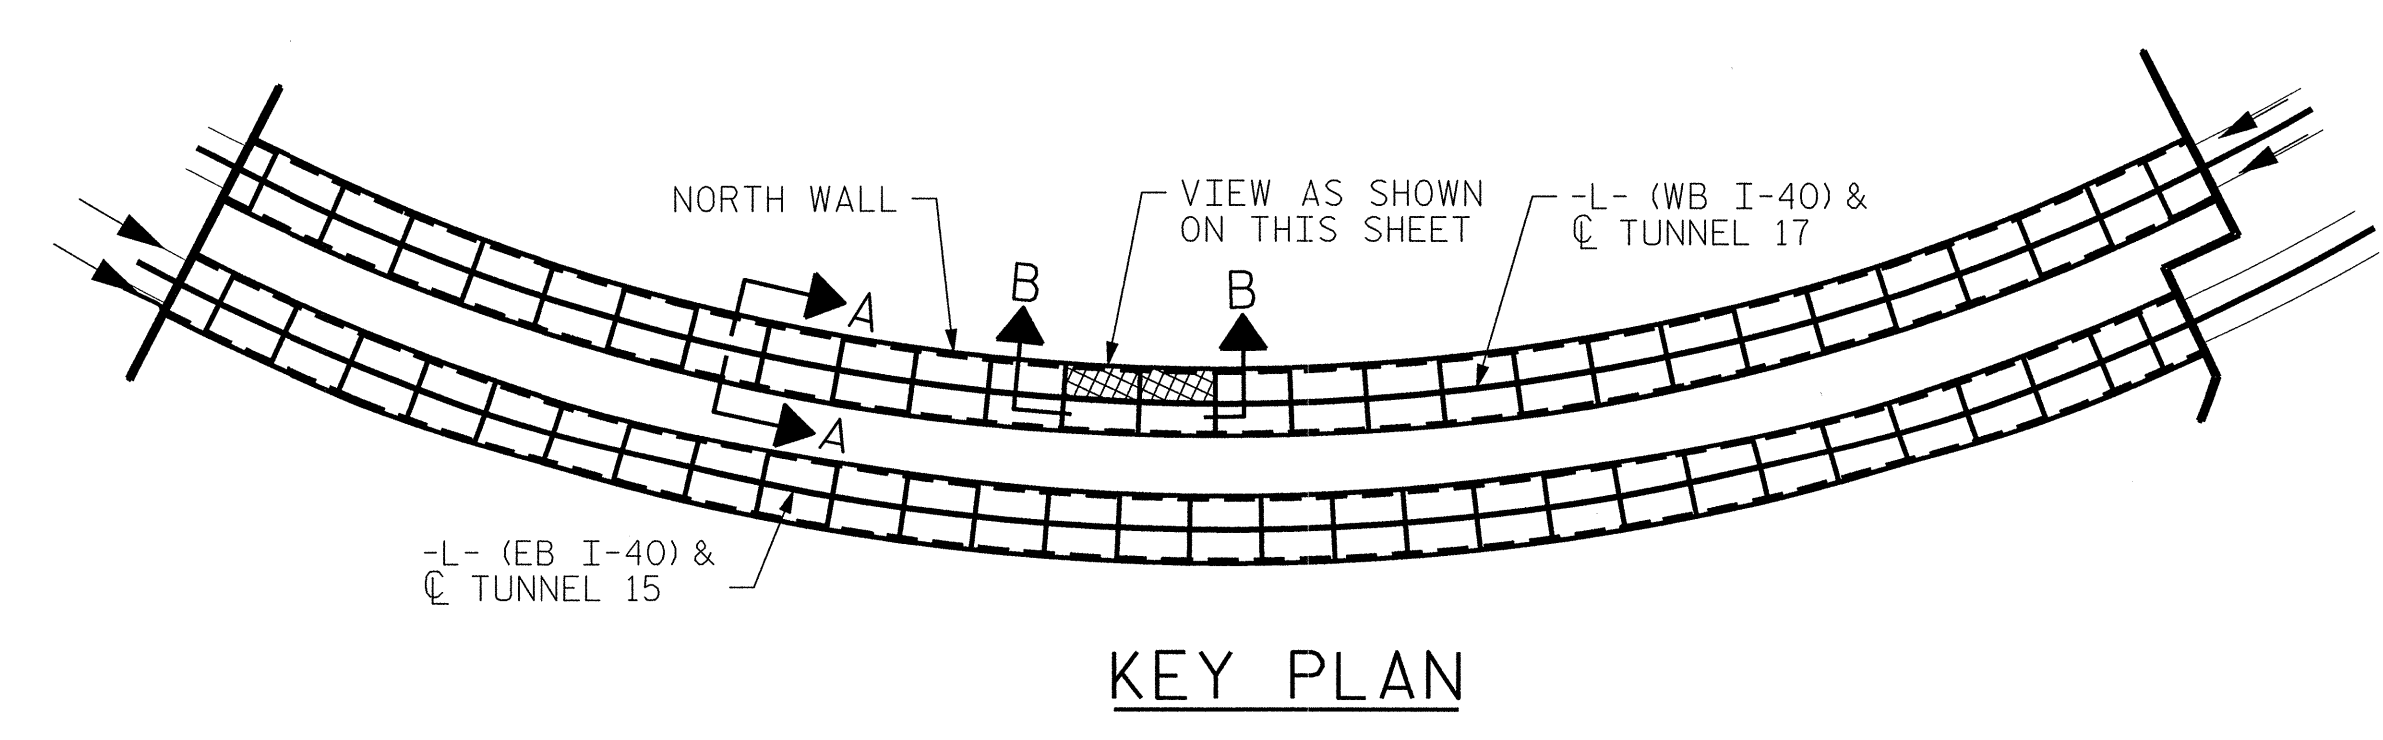 NORTH WALL
VIEW AS SHOWN
ON THIS SHEET
-L- (WB I-40) &
℄ TUNNEL 17
B
B
A
A
-L- (EB I-40) &
℄ TUNNEL 15
KEY PLAN